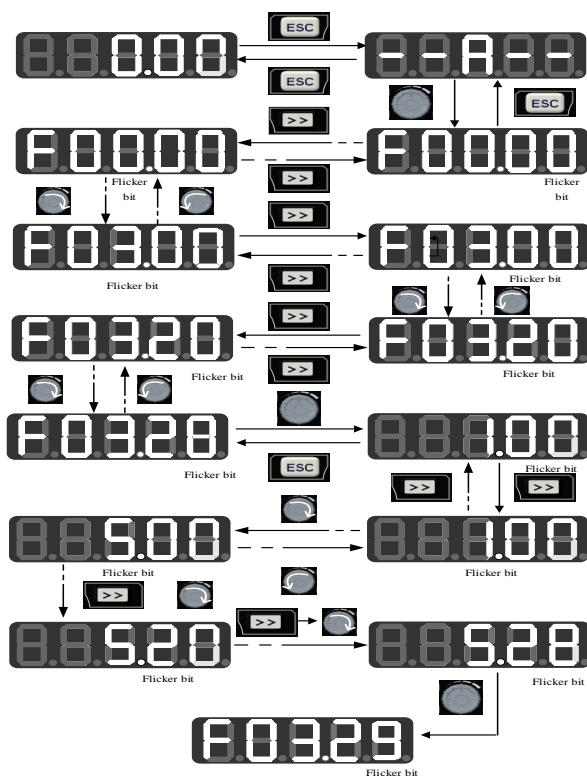 ESC
0.00
--A--
ESC
ESC
>>
F00.00
F00.00
Flicker
bit
>>
Flicker
bit
>>
F03.00
F03.00
Flicker bit
>>
Flicker bit
>>
F03.20
F03.20
Flicker bit
>>
Flicker bit
F03.20
1.00
Flicker bit
ESC
Flicker bit
>>
>>
5.00
1.00
Flicker bit
Flicker bit
>>
>>
5.20
5.28
Flicker bit
Flicker bit
F03.29
Flicker bit